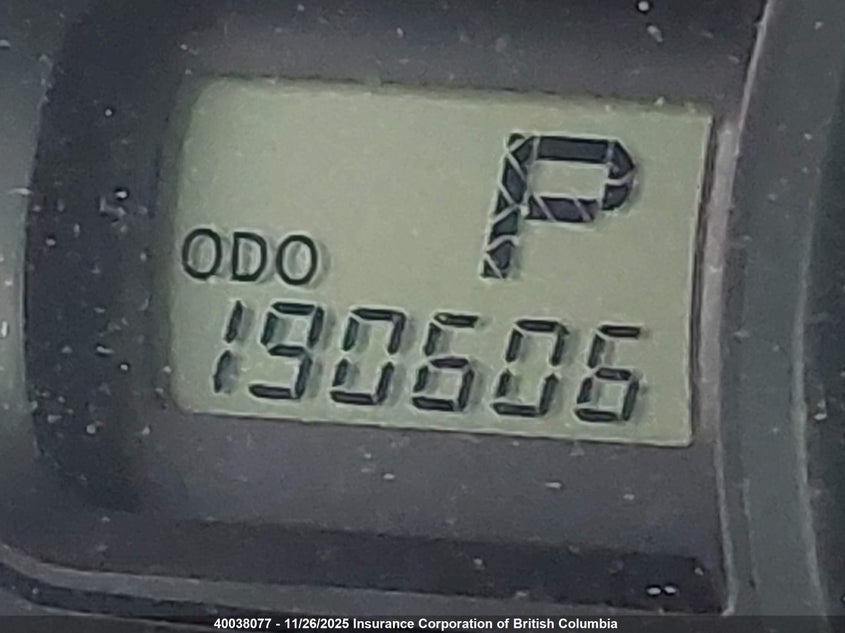 P
ODO
190606
40038077 - 11/26/2025 Insurance Corporation of British Columbia